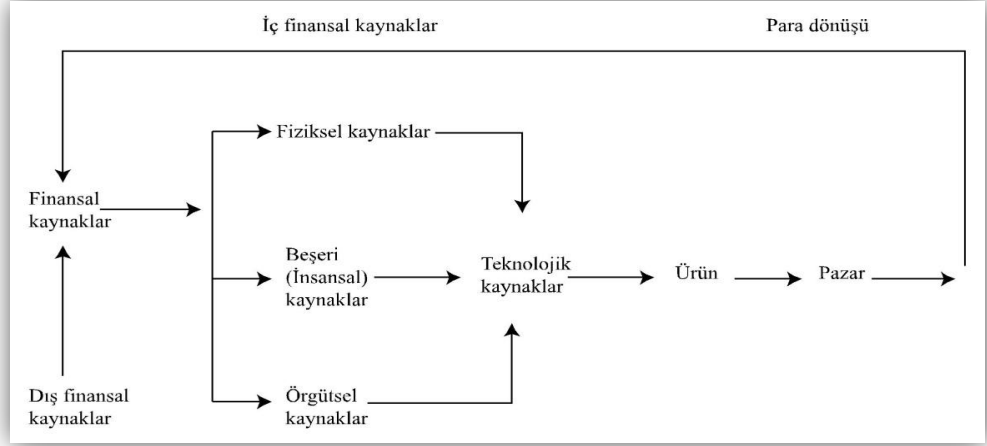 İç finansal kaynaklar
Para dönüşü
Fiziksel kaynaklar
Finansal
kaynaklar
Beşeri
(İnsansal)
kaynaklar
Teknolojik
kaynaklar
Ürün
Pazar
Dış finansal
kaynaklar
Örgütsel
kaynaklar